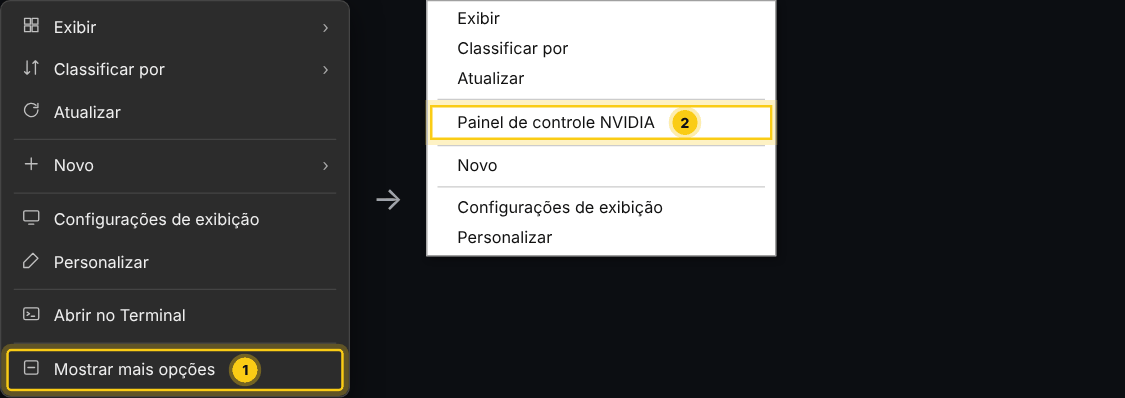 Exibir
Classificar por
Atualizar
Novo
Configurações de exibição
Personalizar
Abrir no Terminal
Mostrar mais opções 1
Exibir
Classificar por
Atualizar
Painel de controle NVIDIA 2
Novo
Configurações de exibição
Personalizar